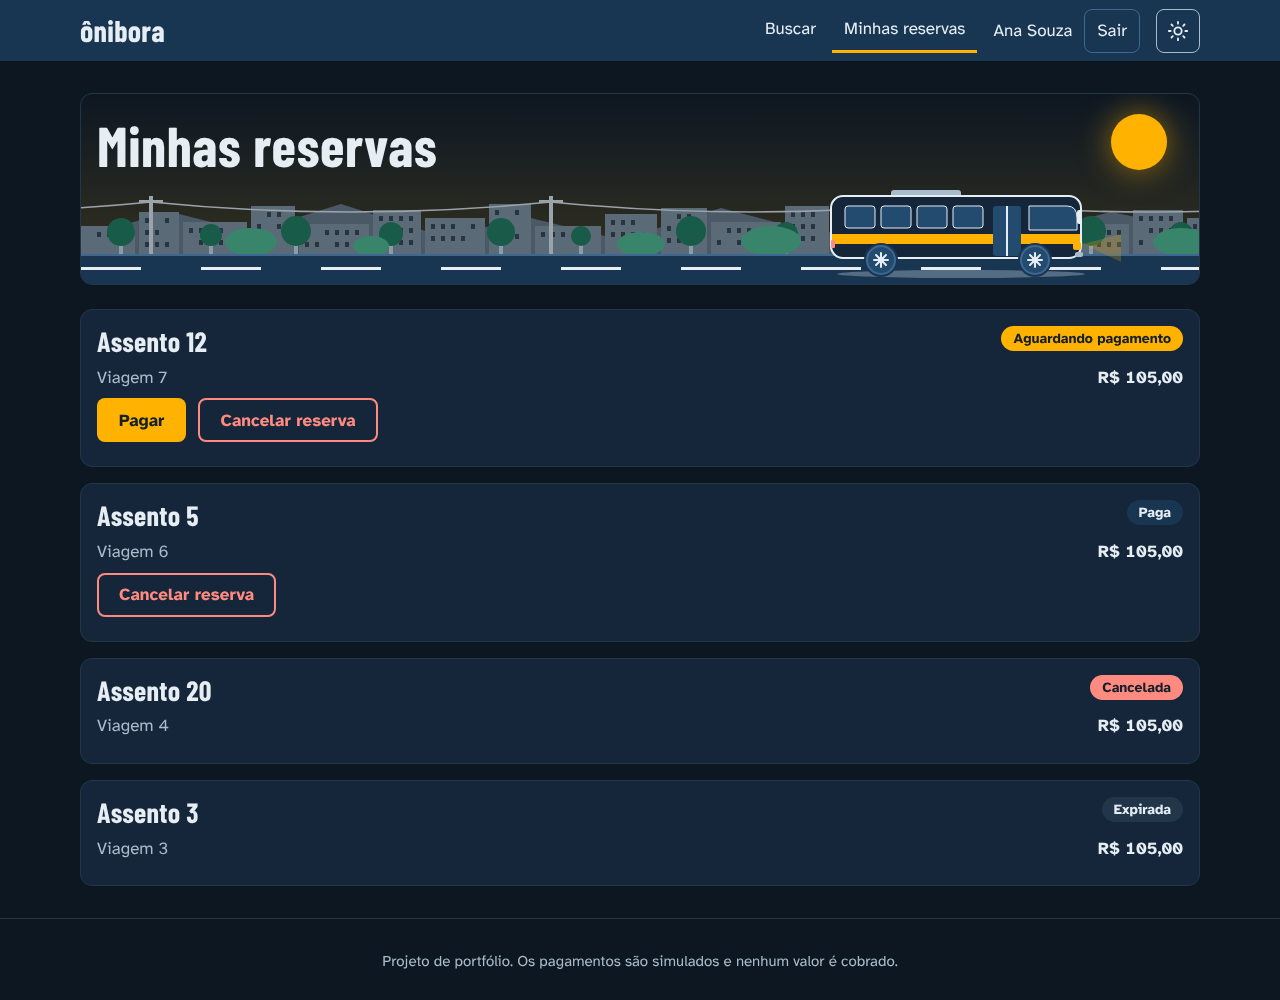 ônibora
Buscar
Minhas reservas
Ana Souza
Sair
Minhas reservas
Assento 12
Aguardando pagamento
Viagem 7
R$ 105,00
Pagar
Cancelar reserva
Assento 5
Paga
Viagem 6
R$ 105,00
Cancelar reserva
Assento 20
Cancelada
Viagem 4
R$ 105,00
Assento 3
Expirada
Viagem 3
R$ 105,00
Projeto de portfólio. Os pagamentos são simulados e nenhum valor é cobrado.